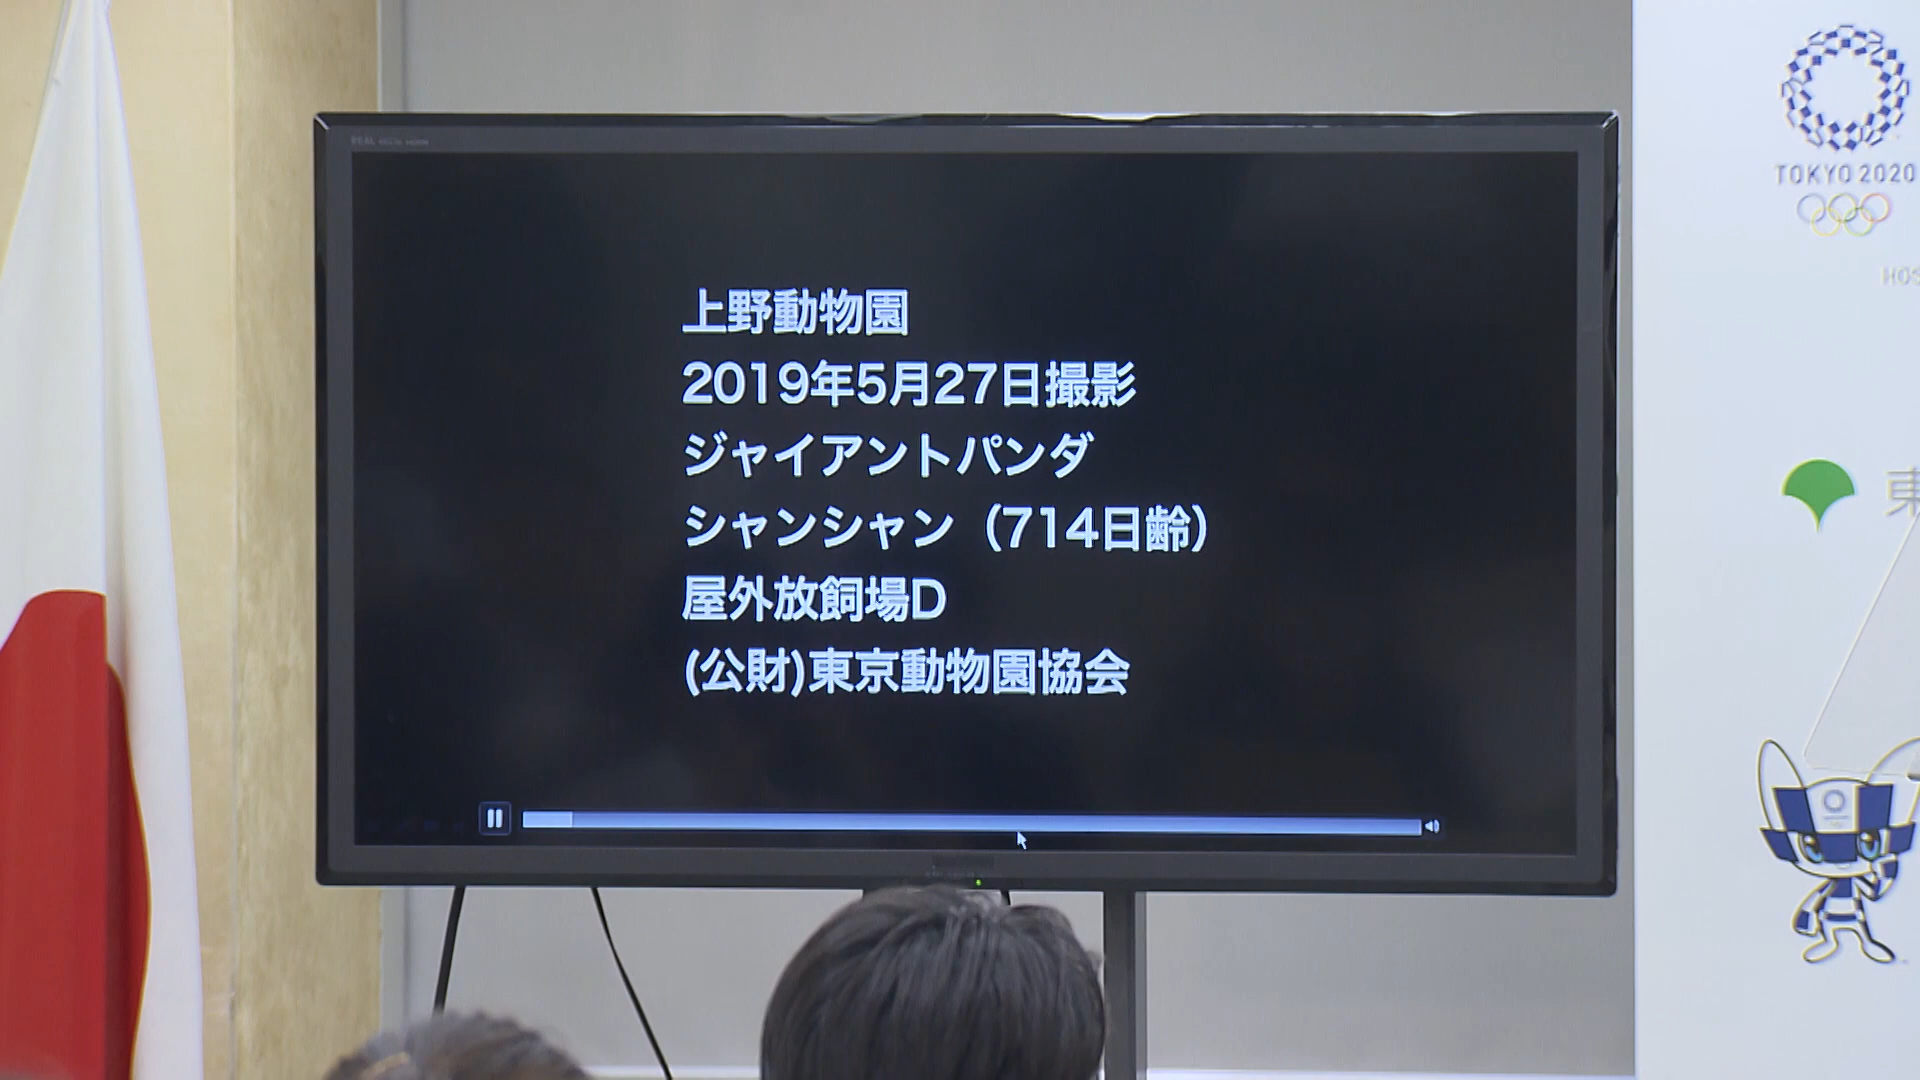 上野動物園
2019年5月27日撮影
ジャイアントパンダ
シャンシャン（714日齢）
屋外放飼場D
(公財)東京動物園協会
TOKYO 2020
HOS
東